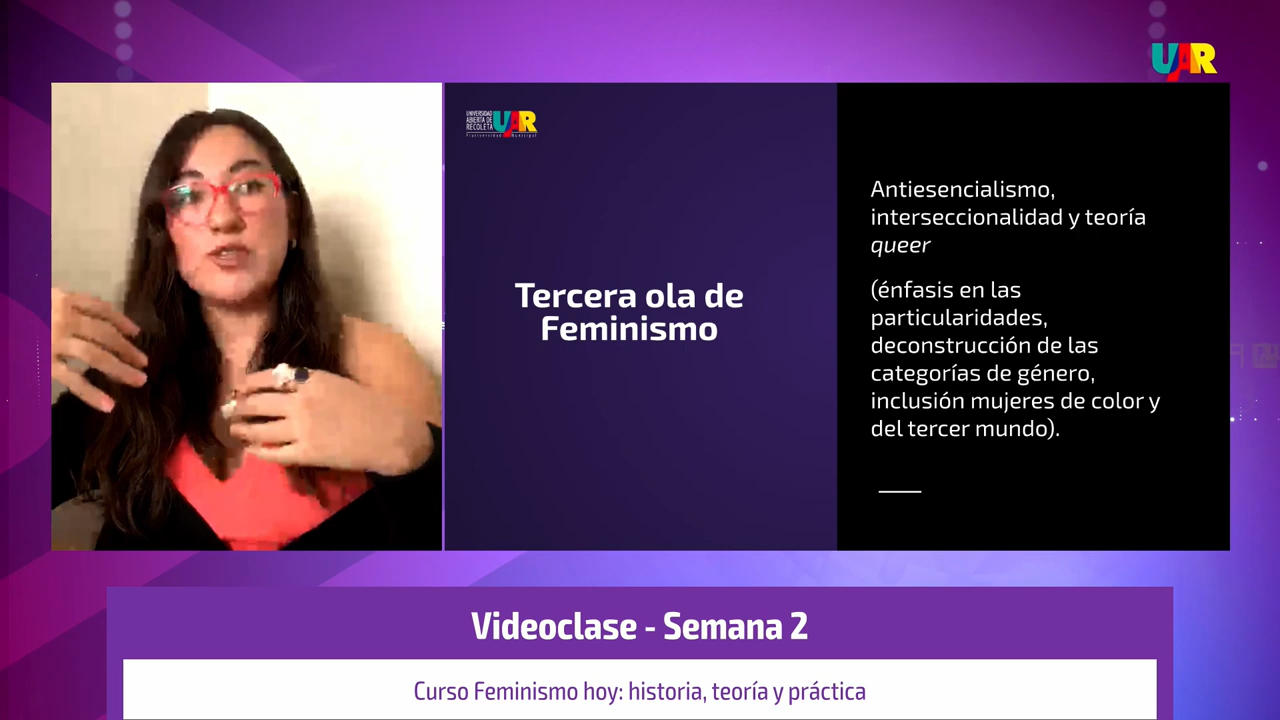 UAR
UNIVERSIDAD
ABIERTA DE
RECOLETA
UAR
Tercera ola de
Feminismo
Antiesencialismo,
interseccionalidad y teoría
queer
(énfasis en las
particularidades,
deconstrucción de las
categorías de género,
inclusión mujeres de color y
del tercer mundo).
Videoclase - Semana 2
Curso Feminismo hoy: historia, teoría y práctica